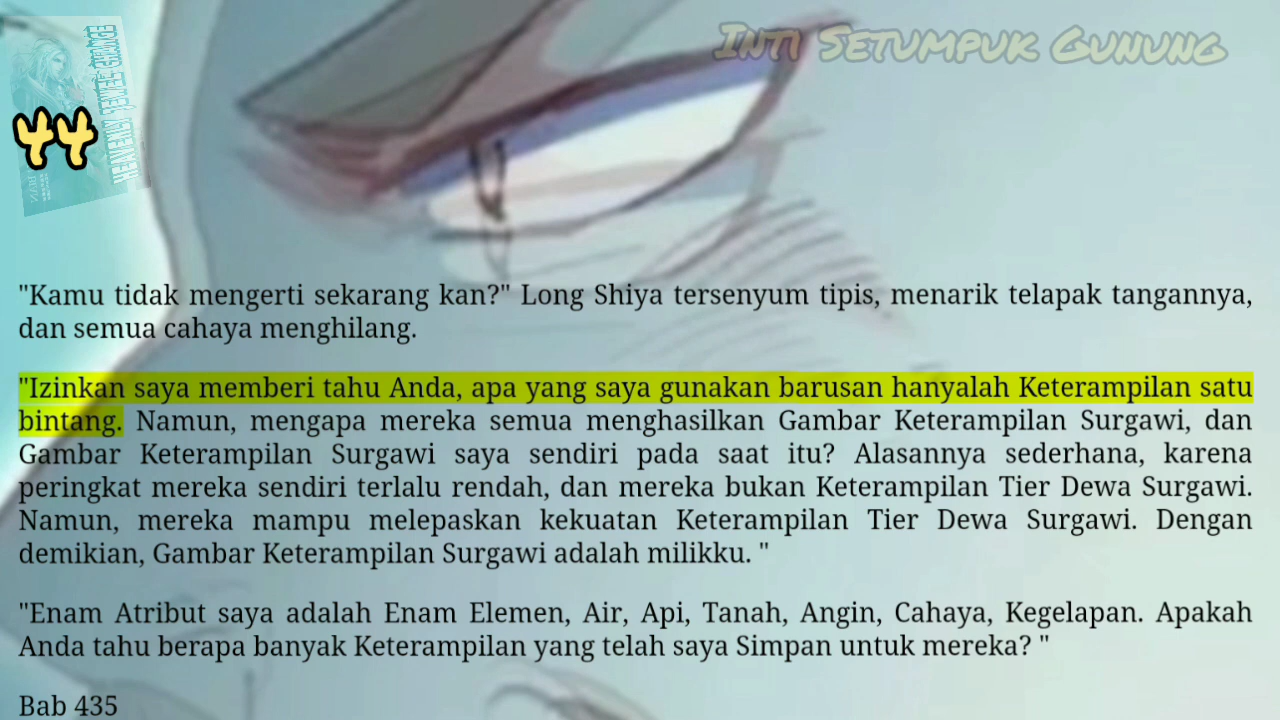 Inti Setumpuk Gunung
44
HEAVENLY JEWEL CHANGE
"Kamu tidak mengerti sekarang kan?" Long Shiya tersenyum tipis, menarik telapak tangannya,
dan semua cahaya menghilang.
"Izinkan saya memberi tahu Anda, apa yang saya gunakan barusan hanyalah Keterampilan satu
bintang. Namun, mengapa mereka semua menghasilkan Gambar Keterampilan Surgawi, dan
Gambar Keterampilan Surgawi saya sendiri pada saat itu? Alasannya sederhana, karena
peringkat mereka sendiri terlalu rendah, dan mereka bukan Keterampilan Tier Dewa Surgawi.
Namun, mereka mampu melepaskan kekuatan Keterampilan Tier Dewa Surgawi. Dengan
demikian, Gambar Keterampilan Surgawi adalah milikku. "
"Enam Atribut saya adalah Enam Elemen, Air, Api, Tanah, Angin, Cahaya, Kegelapan. Apakah
Anda tahu berapa banyak Keterampilan yang telah saya Simpan untuk mereka? "
Bab 435